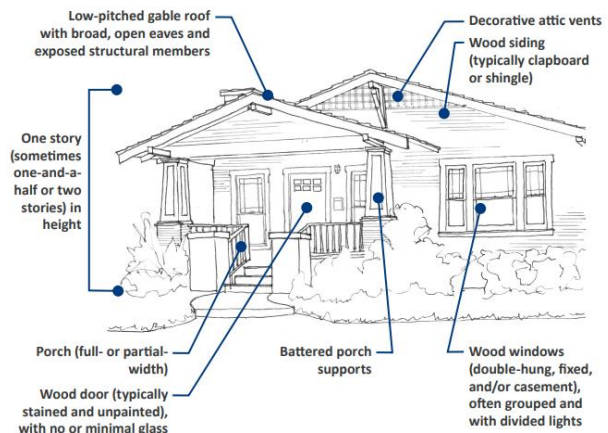 Low-pitched gable roof
with broad, open eaves and
exposed structural members
Decorative attic vents
Wood siding
(typically clapboard
or shingle)
One story
(sometimes
one-and-a-
half or two
stories) in
height
Porch (full- or partial-
width)
Wood door (typically
stained and unpainted),
with no or minimal glass
Battered porch
supports
Wood windows
(double-hung, fixed,
and/or casement),
often grouped and
with divided lights